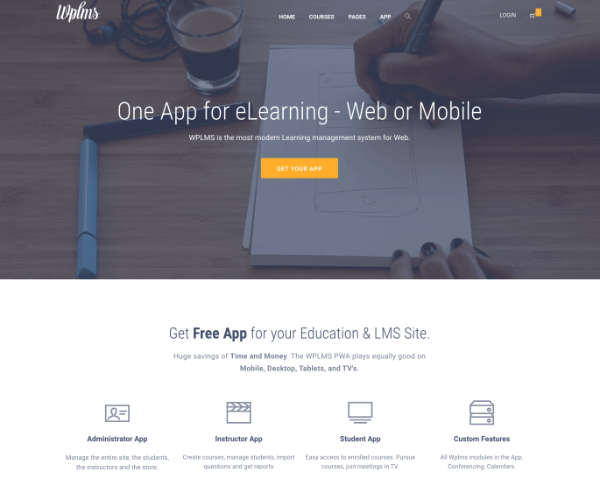 Wplms
HOME COURSES PAGES APP
LOGIN
One App for eLearning - Web or Mobile
WPLMS is the most modern Learning management system for Web.
GET YOUR APP
Get Free App for your Education & LMS Site.
Huge savings of Time and Money. The WPLMS PWA plays equally good on
Mobile, Desktop, Tablets, and TV's.
Administrator App
Manage the entire site, the students,
the instructors and the store.
Instructor App
Create courses, manage students, import
questions and get reports
Student App
Easy access to enrolled courses. Pursue
courses, join meetings in TV.
Custom Features
All Wplms modules in the App.
Conferencing, Calendars.